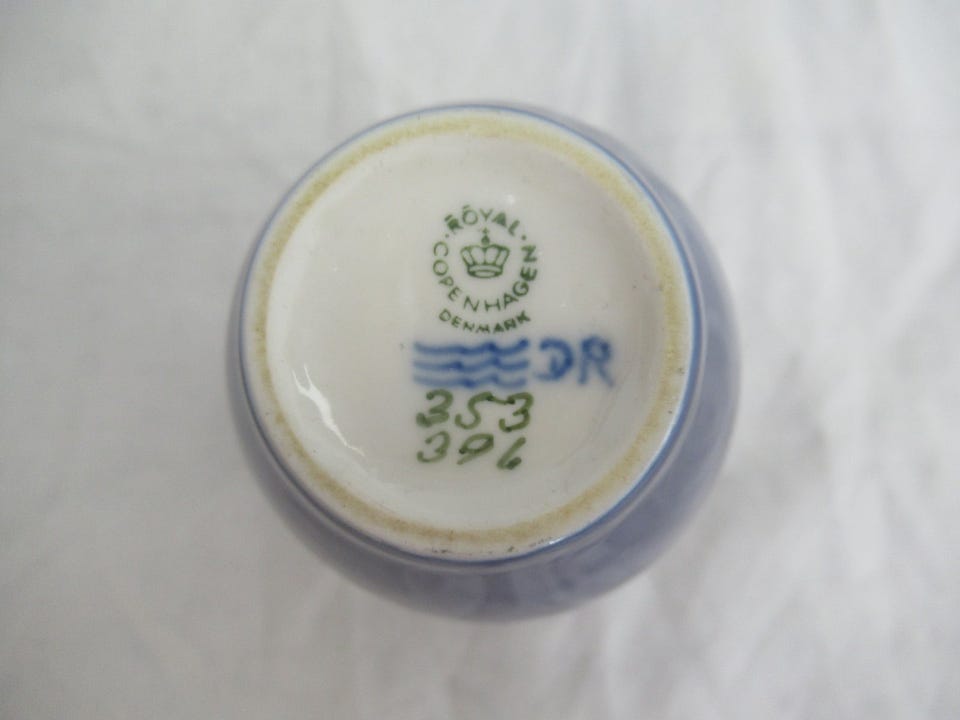 ROYAL
COPENHAGEN
DENMARK
DR
353
396